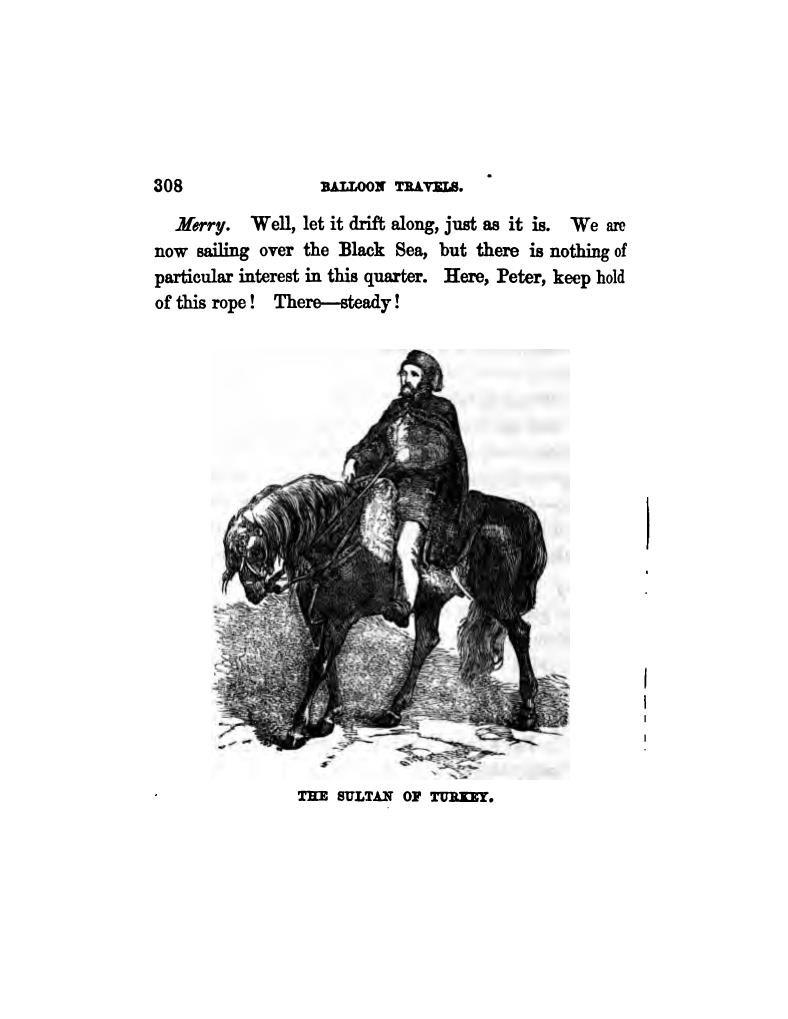 308
BALLOON TRAVELS.
Merry. Well, let it drift along, just as it is. We are
now sailing over the Black Sea, but there is nothing of
particular interest in this quarter. Here, Peter, keep hold
of this rope! There—steady!
THE SULTAN OF TURKEY.